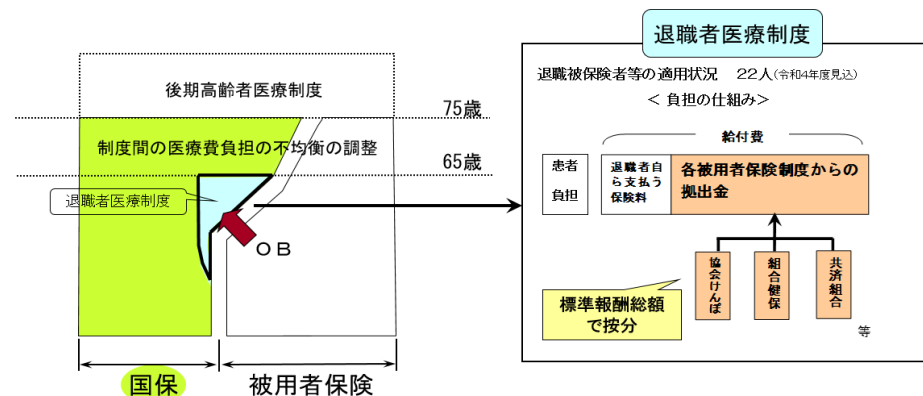 後期高齢者医療制度
75歳
制度間の医療費負担の不均衡の調整
65歳
退職者医療制度
OB
国保
被用者保険
退職者医療制度
退職被保険者等の適用状況 22人(令和4年度見込)
<負担の仕組み>
給付費
患者
負担
退職者自
ら支払う
保険料
各被用者保険制度からの
拠出金
協会けんぽ
組合健保
共済組合
等
標準報酬総額
で按分